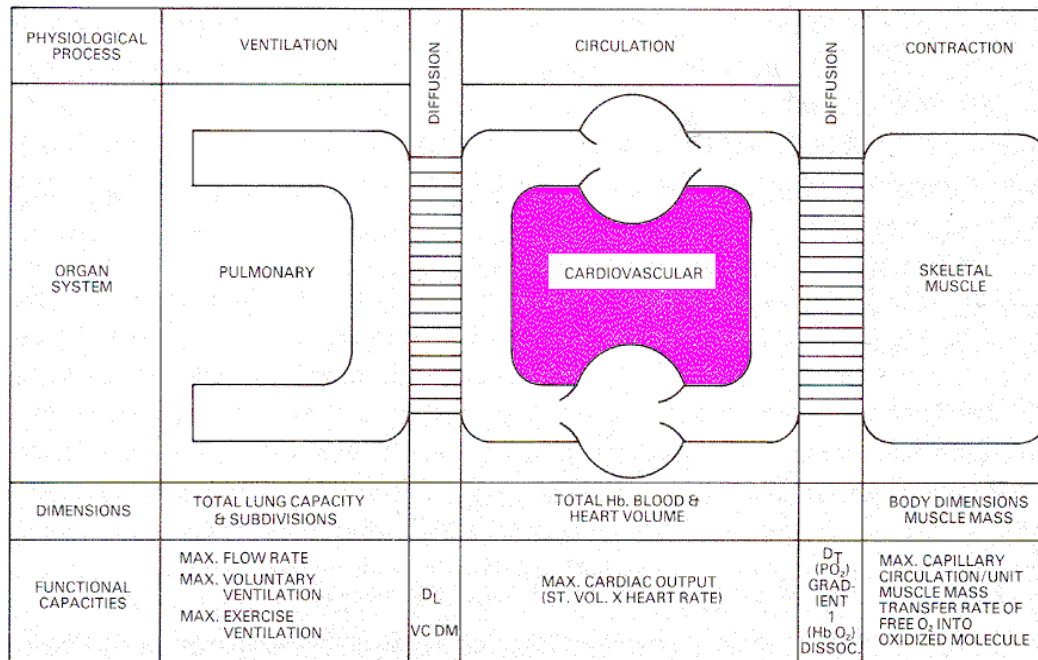 PHYSIOLOGICAL
PROCESS
VENTILATION
DIFFUSION
CIRCULATION
DIFFUSION
CONTRACTION
ORGAN
SYSTEM
PULMONARY
CARDIOVASCULAR
SKELETAL
MUSCLE
DIMENSIONS
TOTAL LUNG CAPACITY
& SUBDIVISIONS
TOTAL Hb. BLOOD &
HEART VOLUME
BODY DIMENSIONS
MUSCLE MASS
FUNCTIONAL
CAPACITIES
MAX. FLOW RATE
MAX. VOLUNTARY
VENTILATION
MAX. EXERCISE
VENTILATION
DL
VC DM
MAX. CARDIAC OUTPUT
(ST. VOL. X HEART RATE)
DT
(PO₂)
GRAD-
IENT
1
(Hb O₂)
DISSOC.
MAX. CAPILLARY
CIRCULATION/UNIT
MUSCLE MASS
TRANSFER RATE OF
FREE O₂ INTO
OXIDIZED MOLECULE